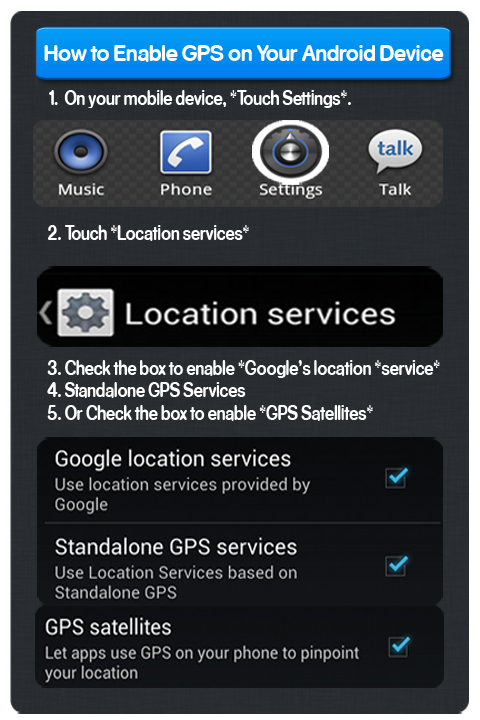 How to Enable GPS on Your Android Device
1. On your mobile device, *Touch Settings*.
talk
Music Phone Settings Talk
2. Touch *Location services*
Location services
3. Check the box to enable *Google's location *service*
4. Standalone GPS Services
5. Or Check the box to enable *GPS Satellites*
Google location services
Use location services provided by
Google
Standalone GPS services
Use Location Services based on
Standalone GPS
GPS satellites
Let apps use GPS on your phone to pinpoint
your location